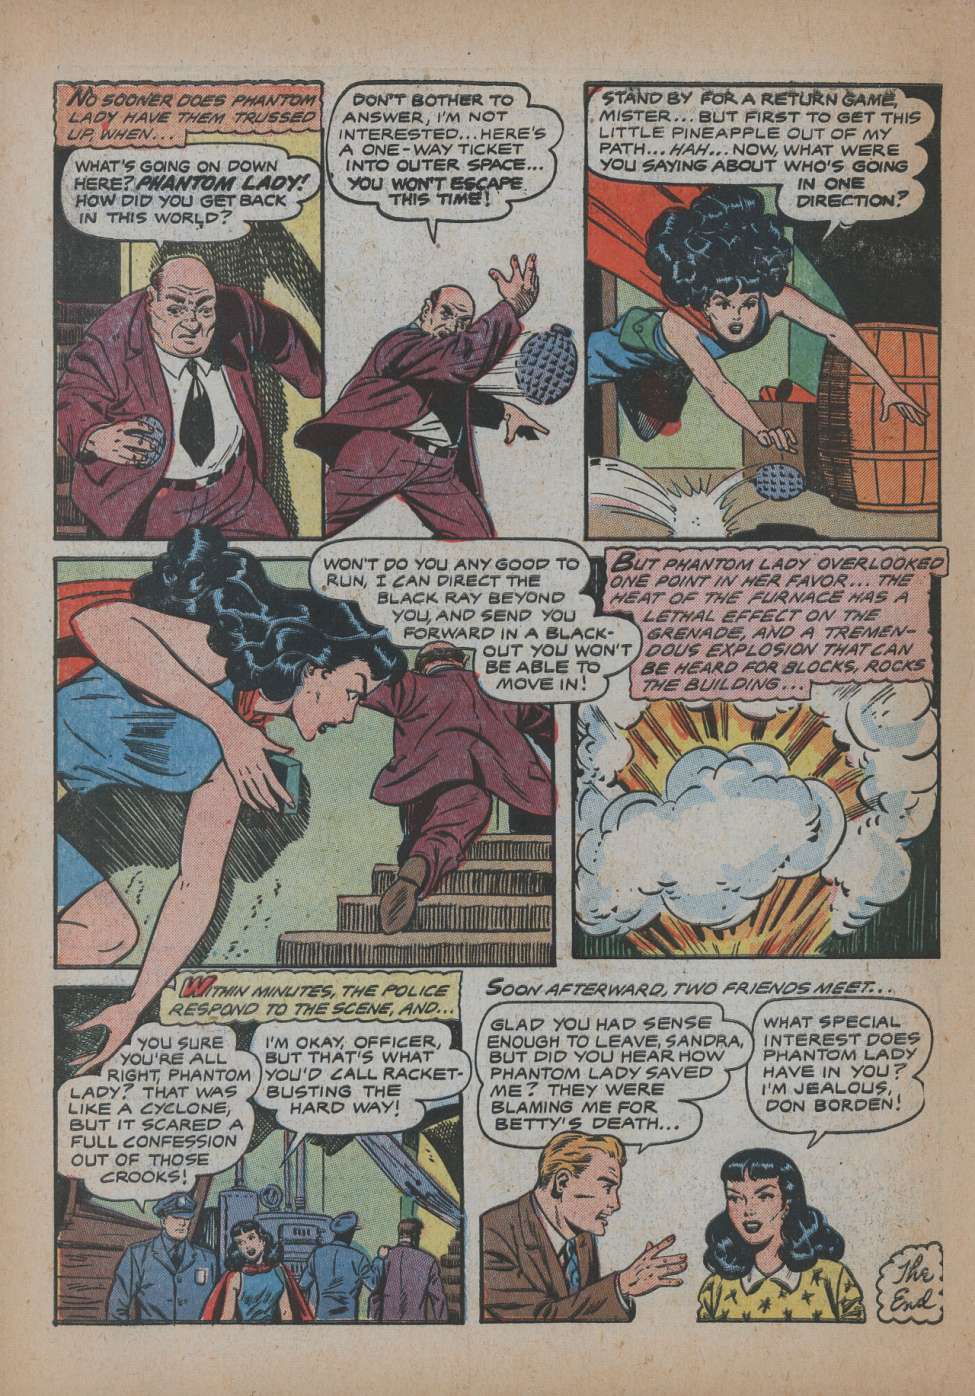 NO SOONER DOES PHANTOM
LADY HAVE THEM TRUSSED
UP, WHEN...
WHAT'S GOING ON DOWN
HERE? PHANTOM LADY!
HOW DID YOU GET BACK
IN THIS WORLD?
DON'T BOTHER TO
ANSWER, I'M NOT
INTERESTED... HERE'S
A ONE-WAY TICKET
INTO OUTER SPACE...
YOU WON'T ESCAPE
THIS TIME!
STAND BY FOR A RETURN GAME,
MISTER... BUT FIRST TO GET THIS
LITTLE PINEAPPLE OUT OF MY
PATH... HAH... NOW, WHAT WERE
YOU SAYING ABOUT WHO'S GOING
IN ONE
DIRECTION?
WON'T DO YOU ANY GOOD TO
RUN, I CAN DIRECT THE
BLACK RAY BEYOND
YOU, AND SEND YOU
FORWARD IN A BLACK-
OUT YOU WON'T
BE ABLE TO
MOVE IN!
BUT PHANTOM LADY OVERLOOKED
ONE POINT IN HER FAVOR... THE
HEAT OF THE FURNACE HAS A
LETHAL EFFECT ON THE
GRENADE, AND A TREMEN-
DOUS EXPLOSION THAT CAN
BE HEARD FOR BLOCKS, ROCKS
THE BUILDING...
WITHIN MINUTES, THE POLICE
RESPOND TO THE SCENE, AND...
YOU SURE
YOU'RE ALL
RIGHT, PHANTOM
LADY? THAT WAS
LIKE A CYCLONE,
BUT IT SCARED A
FULL CONFESSION
OUT OF THOSE
CROOKS!
I'M OKAY, OFFICER,
BUT THAT'S WHAT
YOU'D CALL RACKET-
BUSTING THE
HARD WAY!
SOON AFTERWARD, TWO FRIENDS MEET...
GLAD YOU HAD SENSE
ENOUGH TO LEAVE, SANDRA,
BUT DID YOU HEAR HOW
PHANTOM LADY SAVED
ME? THEY WERE
BLAMING ME FOR
BETTY'S DEATH...
WHAT SPECIAL
INTEREST DOES
PHANTOM LADY
HAVE IN YOU?
I'M JEALOUS,
DON BORDEN!
The
End